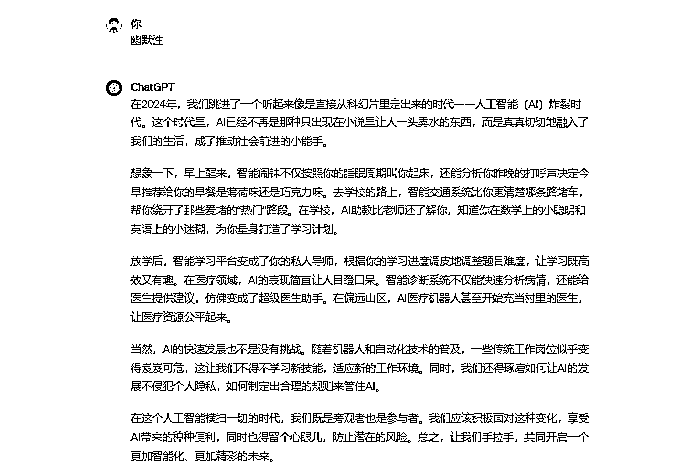 你
幽默性
ChatGPT
在2024年，我们跳进了一个听起来像是直接从科幻片里走出来的时代——人工智能（AI）炸裂时
代。这个时代里，AI已经不再是那种只出现在小说里让人一头雾水的东西，而是真真切切地融入了
我们的生活，成了推动社会前进的小能手。
想象一下，早上醒来，智能闹钟不仅按照你的睡眠周期叫你起床，还能分析你昨晚的打呼声决定今
早推荐给你的早餐是薄荷味还是巧克力味。去学校的路上，智能交通系统比你更清楚哪条路堵车，
帮你绕开了那些爱堵的“热门”路段。在学校，AI助教比老师还了解你，知道你在数学上的小聪明和
英语上的小迷糊，为你量身打造了学习计划。
放学后，智能学习平台变成了你的私人导师，根据你的学习进度调皮地调整题目难度，让学习既高
效又有趣。在医疗领域，AI的表现简直让人目瞪口呆。智能诊断系统不仅能快速分析病情，还能给
医生提供建议，仿佛变成了超级医生助手。在偏远山区，AI医疗机器人甚至开始充当村里的医生，
让医疗资源公平起来。
当然，AI的快速发展也不是没有挑战。随着机器人和自动化技术的普及，一些传统工作岗位似乎变
得岌岌可危，这让我们不得不学习新技能，适应新的工作环境。同时，我们还得琢磨如何让AI的发
展不侵犯个人隐私，如何制定出合理的规则来管住AI。
在这个人工智能横扫一切的时代，我们既是旁观者也是参与者。我们应该积极面对这种变化，享受
AI带来的种种便利，同时也得留个心眼儿，防止潜在的风险。总之，让我们手拉手，共同开启一个
更加智能化、更加精彩的未来。